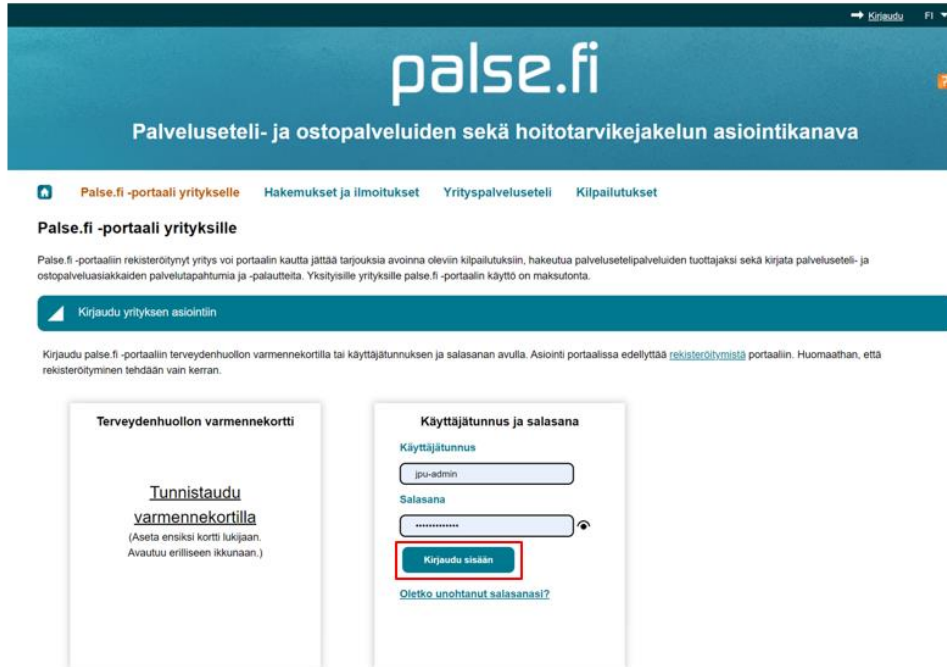 Kirjaudu FI
palse.fi
?
Palveluseteli- ja ostopalveluiden sekä hoitotarvikejakelun asiointikanava
Palse.fi -portaali yritykselle Hakemukset ja ilmoitukset Yrityspalveluseteli Kilpailutukset
Palse.fi -portaali yrityksille
Palse.fi -portaaliin rekisteröitynyt yritys voi portaalin kautta jättää tarjouksia avoinna oleviin kilpailutuksiin, hakeutua palvelusetelipalveluiden tuottajaksi sekä kirjata palveluseteli- ja
ostopalveluasiakkaiden palvelutapahtumia ja -palautteita. Yksityisille yrityksille palse.fi -portaalin käyttö on maksutonta.
Kirjaudu yrityksen asiointiin
Kirjaudu palse.fi -portaaliin terveydenhuollon varmennekortilla tai käyttäjätunnuksen ja salasanan avulla. Asiointi portaalissa edellyttää rekisteröitymistä portaaliin. Huomaathan, että
rekisteröityminen tehdään vain kerran.
Terveydenhuollon varmennekortti
Tunnistaudu
varmennekortilla
(Aseta ensiksi kortti lukijaan.
Avautuu erilliseen ikkunaan.)
Käyttäjätunnus ja salasana
Käyttäjätunnus
jpu-admin
Salasana
•••••••••••••
Kirjaudu sisään
Oletko unohtanut salasanasi?